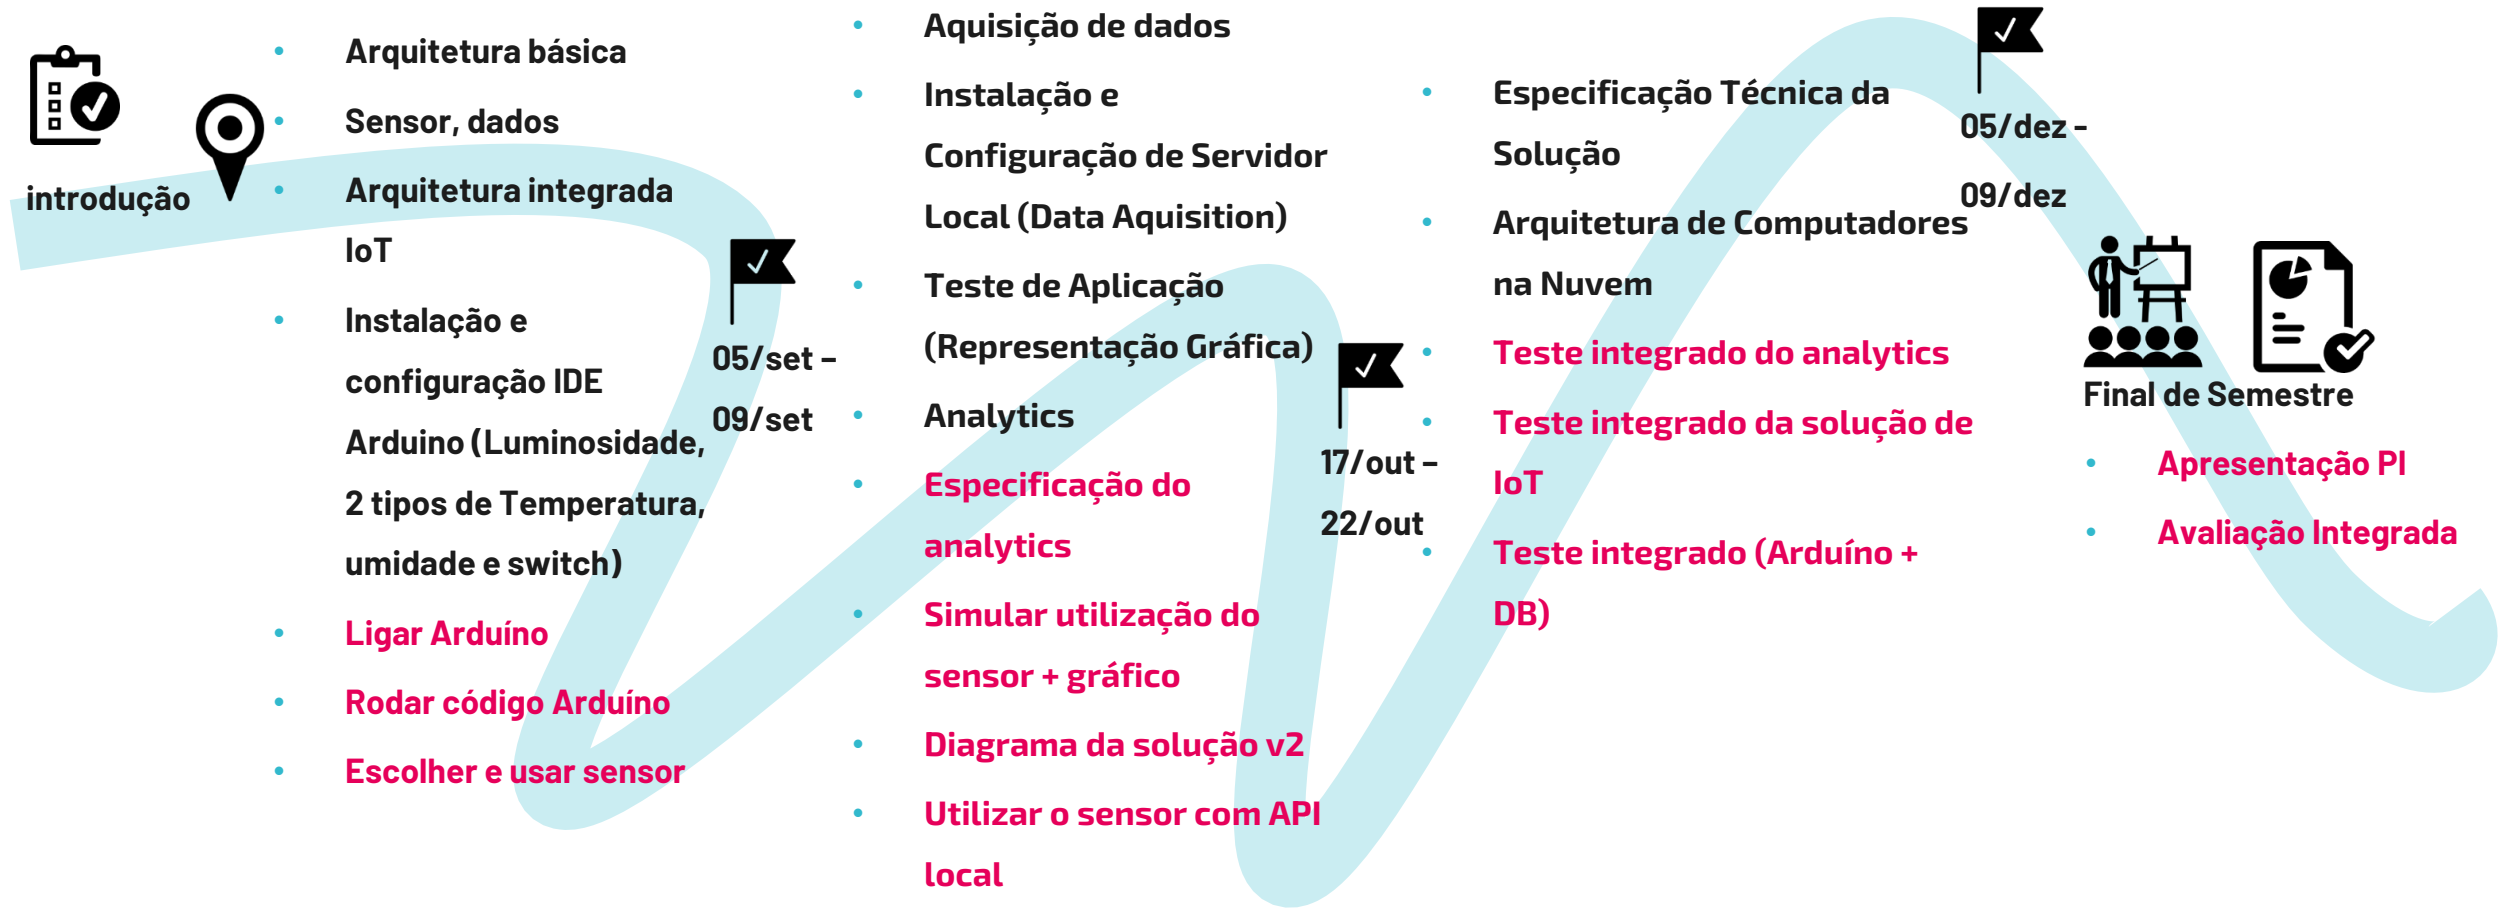 introdução
• Arquitetura básica
• Sensor, dados
• Arquitetura integrada
IoT
• Instalação e
configuração IDE
Arduino (Luminosidade,
2 tipos de Temperatura,
umidade e switch)
• Ligar Arduíno
• Rodar código Arduíno
• Escolher e usar sensor
05/set –
09/set
• Aquisição de dados
• Instalação e
Configuração de Servidor
Local (Data Aquisition)
• Teste de Aplicação
(Representação Gráfica)
• Analytics
• Especificação do
analytics
• Simular utilização do
sensor + gráfico
• Diagrama da solução v2
• Utilizar o sensor com API
local
17/out –
22/out
• Especificação Técnica da
Solução
• Arquitetura de Computadores
na Nuvem
• Teste integrado do analytics
• Teste integrado da solução de
IoT
• Teste integrado (Arduíno +
DB)
05/dez –
09/dez
Final de Semestre
• Apresentação PI
• Avaliação Integrada